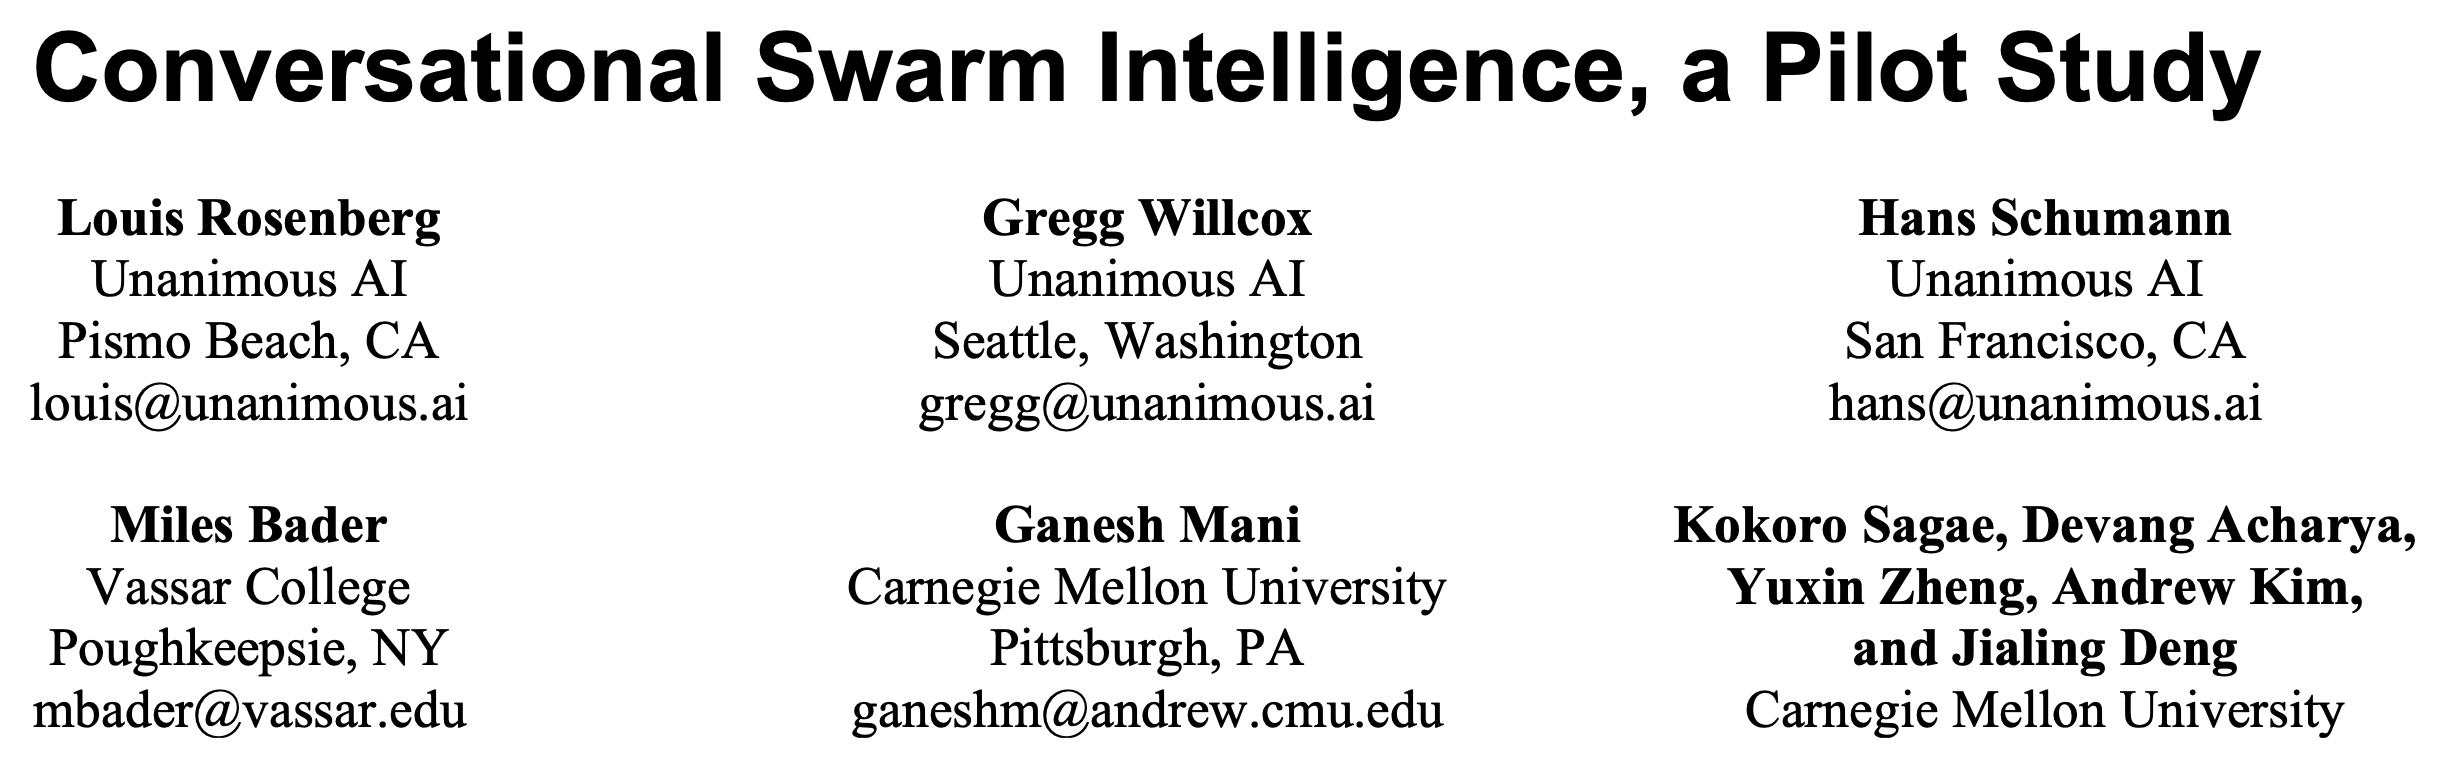 Conversational Swarm Intelligence, a Pilot Study
Louis Rosenberg
Unanimous AI
Pismo Beach, CA
louis@unanimous.ai
Gregg Willcox
Unanimous AI
Seattle, Washington
gregg@unanimous.ai
Hans Schumann
Unanimous AI
San Francisco, CA
hans@unanimous.ai
Miles Bader
Vassar College
Poughkeepsie, NY
mbader@vassar.edu
Ganesh Mani
Carnegie Mellon University
Pittsburgh, PA
ganeshm@andrew.cmu.edu
Kokoro Sagae, Devang Acharya,
Yuxin Zheng, Andrew Kim,
and Jialing Deng
Carnegie Mellon University